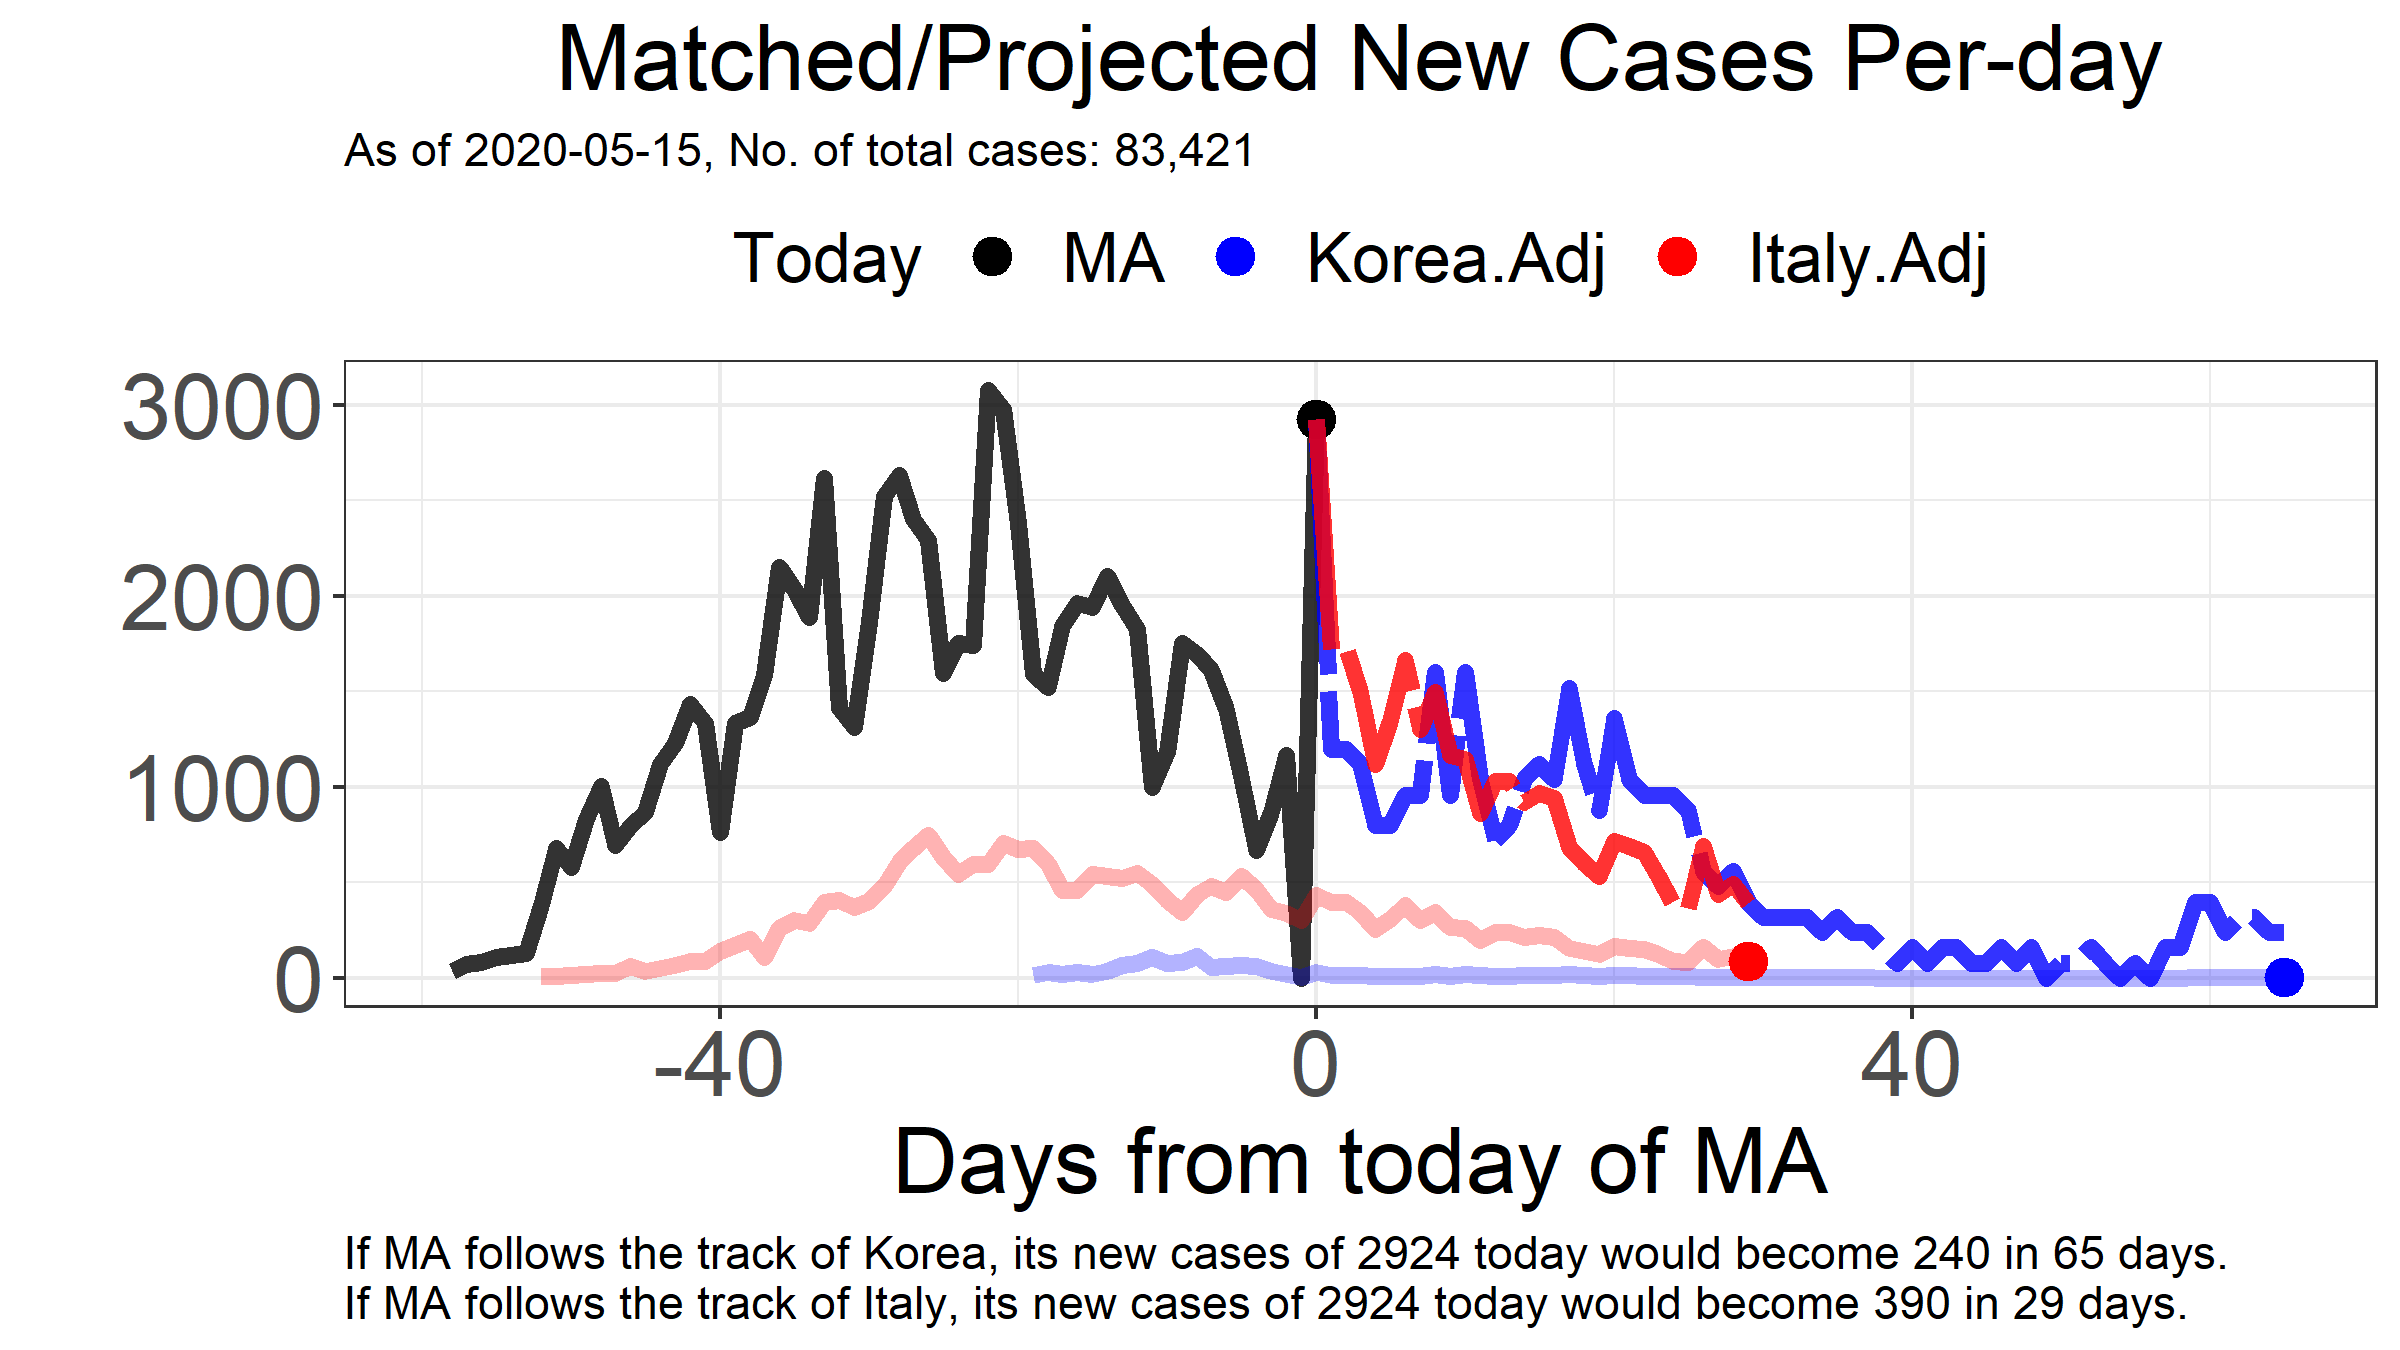 Matched/Projected New Cases Per-day
As of 2020-05-15, No. of total cases: 83,421
Today MA Korea.Adj Italy.Adj
3000
2000
1000
0
-40 0 40
Days from today of MA
If MA follows the track of Korea, its new cases of 2924 today would become 240 in 65 days.
If MA follows the track of Italy, its new cases of 2924 today would become 390 in 29 days.